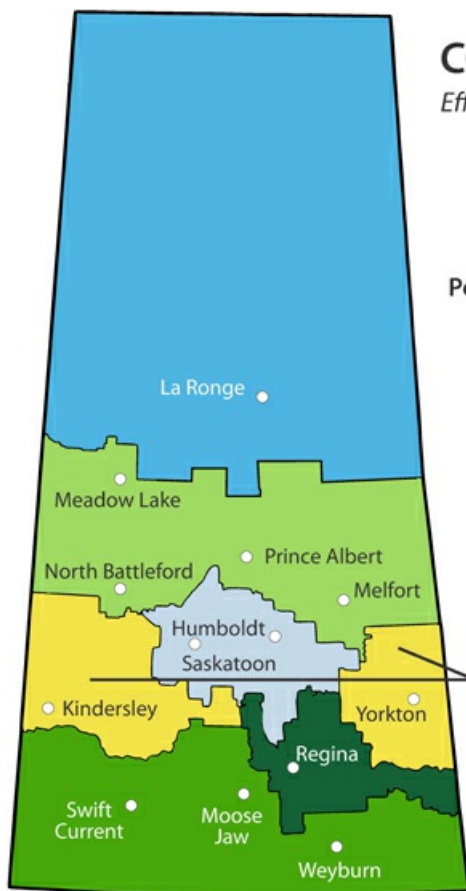 C
Eff
P
La Ronge
Meadow Lake
Prince Albert
North Battleford
Melfort
Humboldt
Saskatoon
Kindersley
Yorkton
Regina
Swift
Current
Moose
Jaw
Weyburn